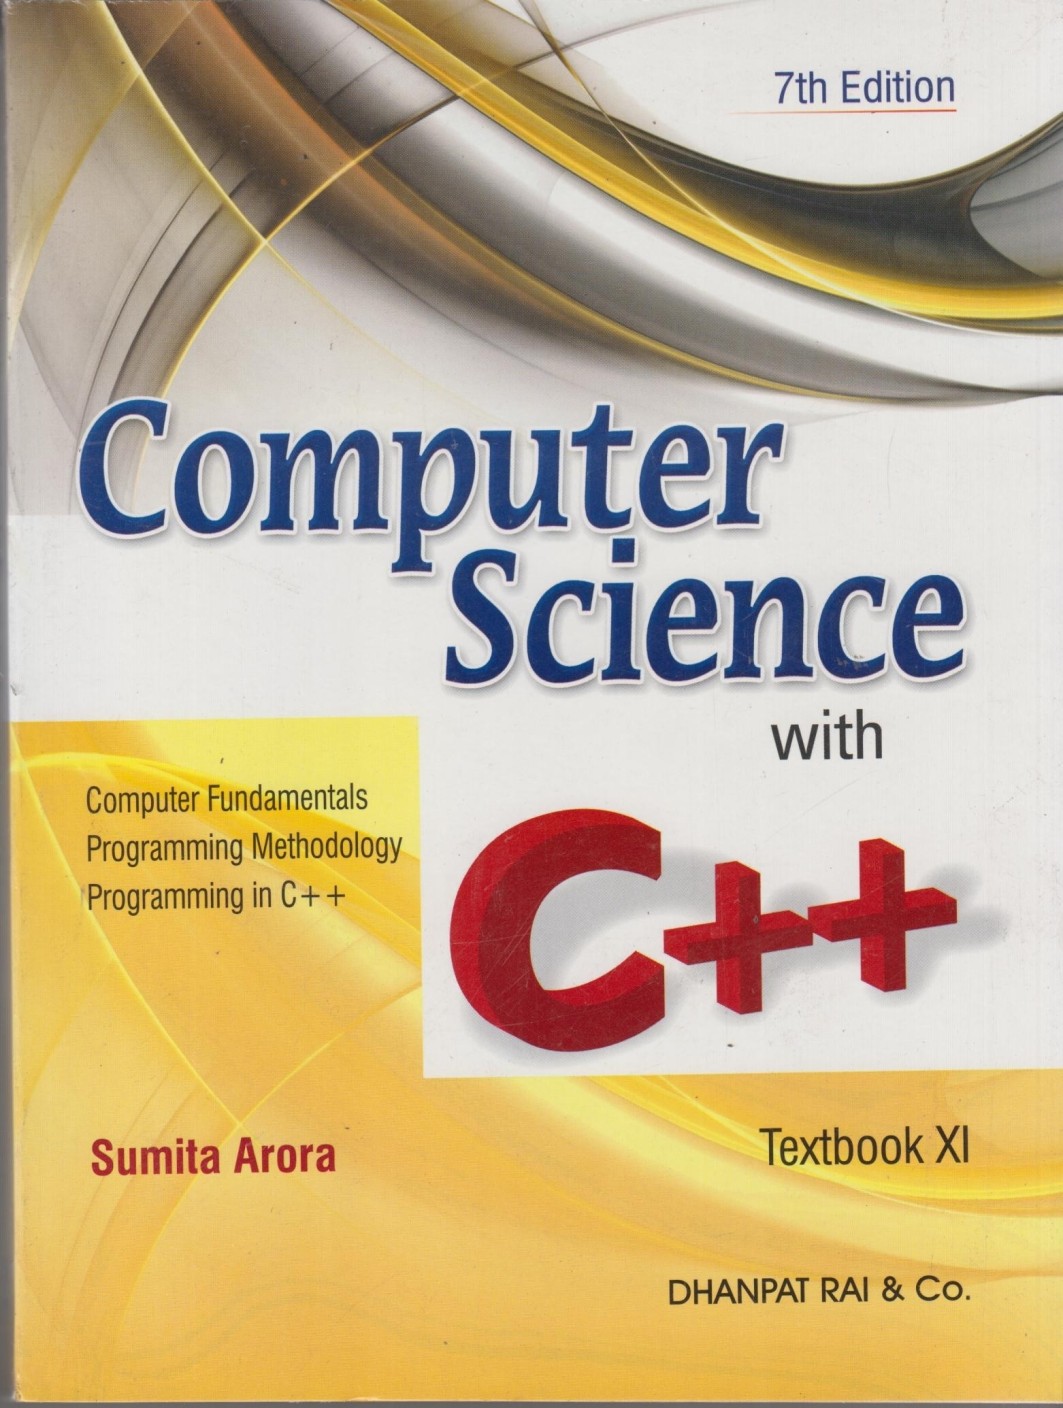 7th Edition
Computer
Science
with
C++
Computer Fundamentals
Programming Methodology
Programming in C++
Sumita Arora
Textbook XI
DHANPAT RAI & Co.